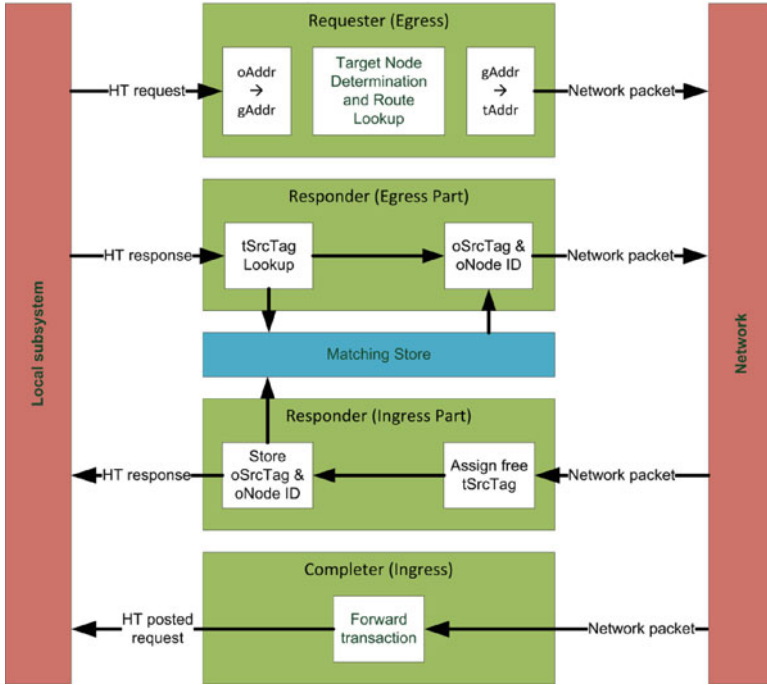 Requester (Egress)
Local subsystem
Network
HT request
oAddr
→
gAddr
Target Node
Determination
and Route
Lookup
gAddr
→
tAddr
Network packet
Responder (Egress Part)
HT response
tSrcTag
Lookup
oSrcTag &
oNode ID
Network packet
Matching Store
Responder (Ingress Part)
HT response
Store
oSrcTag &
oNode ID
Assign free
tSrcTag
Network packet
Completer (Ingress)
HT posted
request
Forward
transaction
Network packet